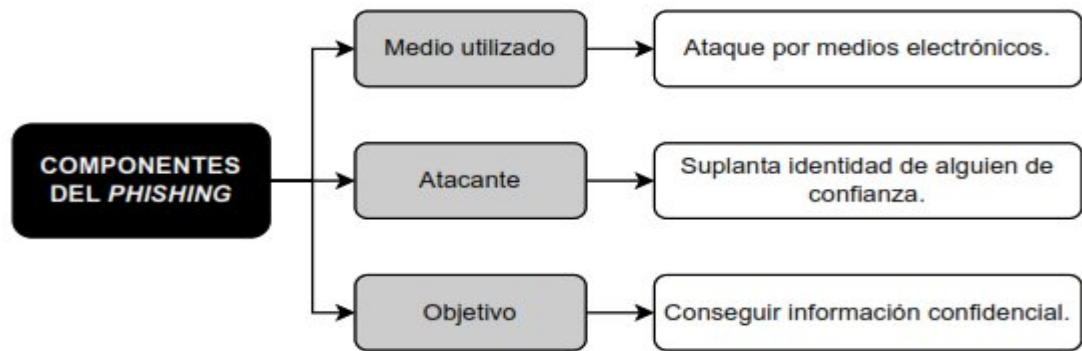 COMPONENTES
DEL PHISHING
Medio utilizado
Ataque por medios electrónicos.
Atacante
Suplanta identidad de alguien de
confianza.
Objetivo
Conseguir información confidencial.